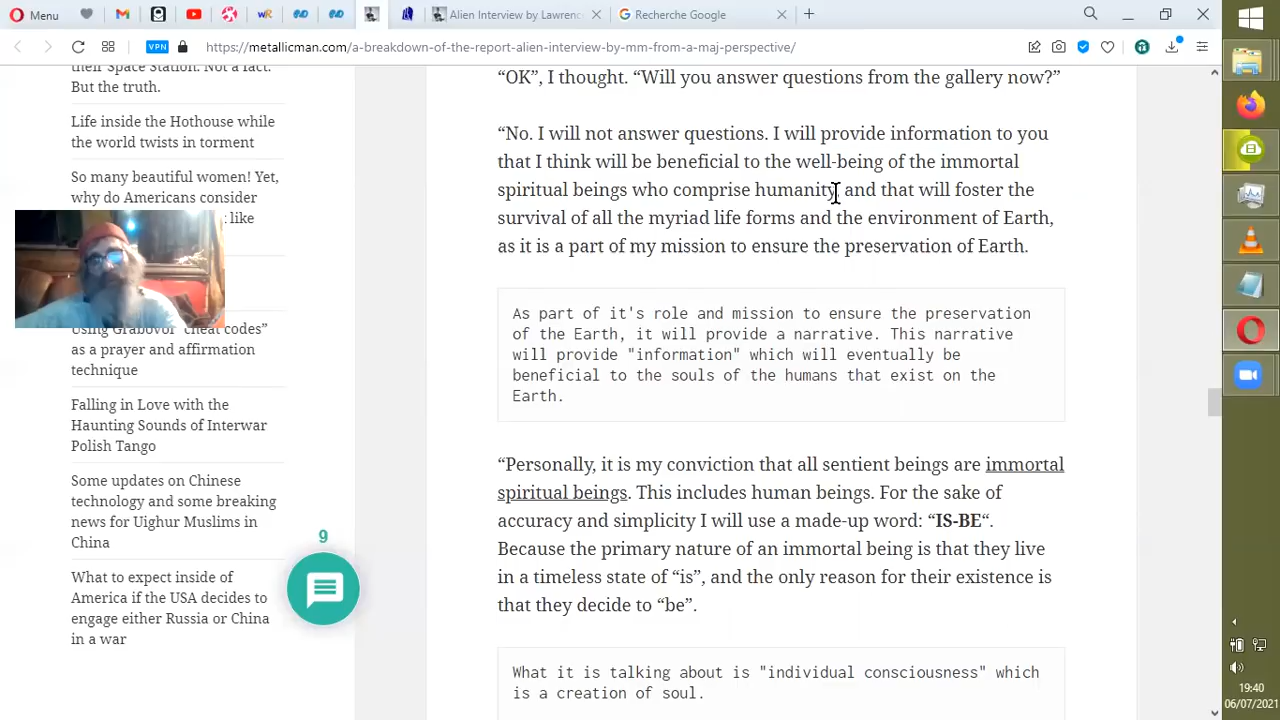 Menu
Alien Interview by Lawrenc
Recherche Google
VPN
https://metallicman.com/a-breakdown-of-the-report-alien-interview-by-mm-from-a-maj-perspective/
their Space Station. Not a fact.
But the truth.
Life inside the Hothouse while
the world twists in torment
So many beautiful women! Yet,
why do Americans consider
like
Using Grabovoi “cheat codes”
as a prayer and affirmation
technique
Falling in Love with the
Haunting Sounds of Interwar
Polish Tango
Some updates on Chinese
technology and some breaking
news for Uighur Muslims in
China
What to expect inside of
America if the USA decides to
engage either Russia or China
in a war
9
“OK”, I thought. “Will you answer questions from the gallery now?”
“No. I will not answer questions. I will provide information to you
that I think will be beneficial to the well-being of the immortal
spiritual beings who comprise humanity, and that will foster the
survival of all the myriad life forms and the environment of Earth,
as it is a part of my mission to ensure the preservation of Earth.
As part of it's role and mission to ensure the preservation
of the Earth, it will provide a narrative. This narrative
will provide "information" which will eventually be
beneficial to the souls of the humans that exist on the
Earth.
“Personally, it is my conviction that all sentient beings are immortal
spiritual beings. This includes human beings. For the sake of
accuracy and simplicity I will use a made-up word: “IS-BE“.
Because the primary nature of an immortal being is that they live
in a timeless state of “is”, and the only reason for their existence is
that they decide to “be”.
What it is talking about is "individual consciousness" which
is a creation of soul.
19:40
06/07/2021